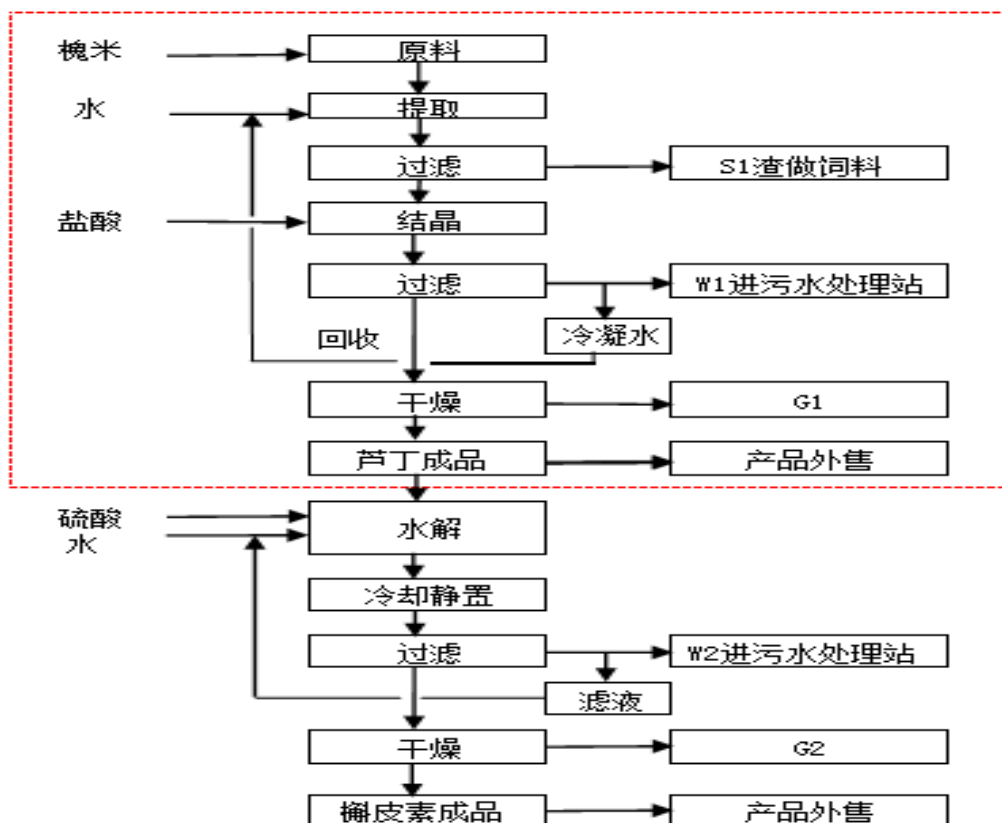 槐米
原料
水
提取
过滤
S1渣做饲料
盐酸
结晶
过滤
W1进污水处理站
回收
冷凝水
干燥
G1
芦丁成品
产品外售
硫酸
水
水解
冷却静置
过滤
W2进污水处理站
滤液
干燥
G2
槲皮素成品
产品外售